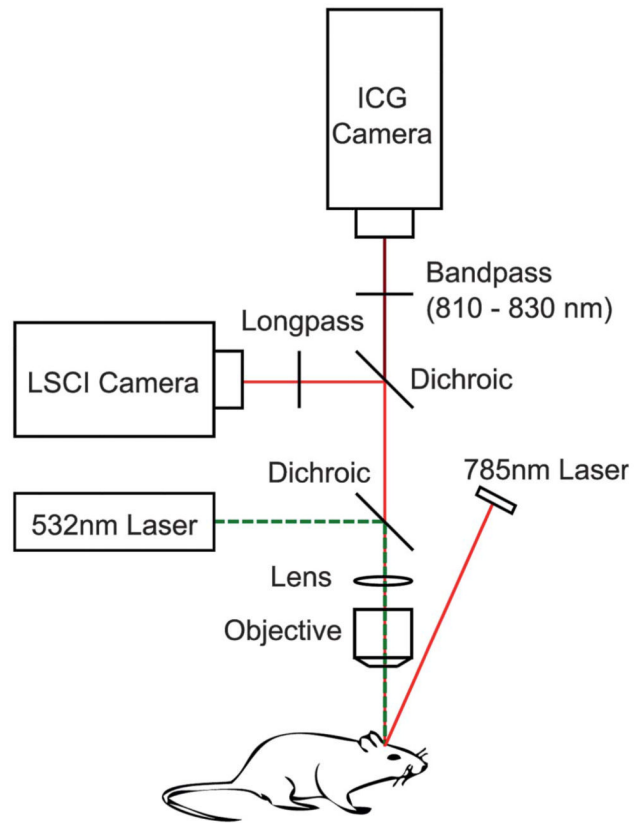 ICG
Camera
Bandpass
(810 - 830 nm)
Longpass
LSCI Camera
Dichroic
Dichroic
785nm Laser
532nm Laser
Lens
Objective